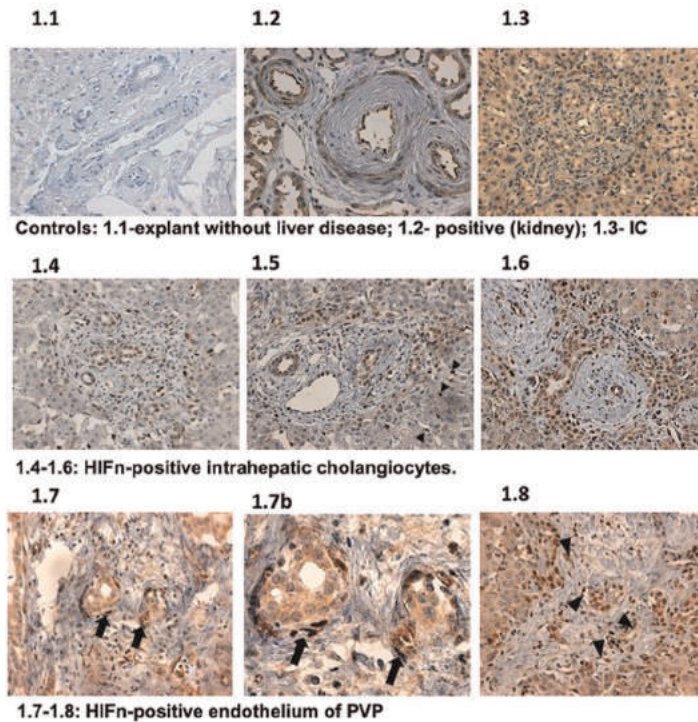 1.1 1.2 1.3
Controls: 1.1-explant without liver disease; 1.2- positive (kidney); 1.3- IC
1.4 1.5 1.6
1.4-1.6: HIFn-positive intrahepatic cholangiocytes.
1.7 1.7b 1.8
1.7-1.8: HIFn-positive endothelium of PVP